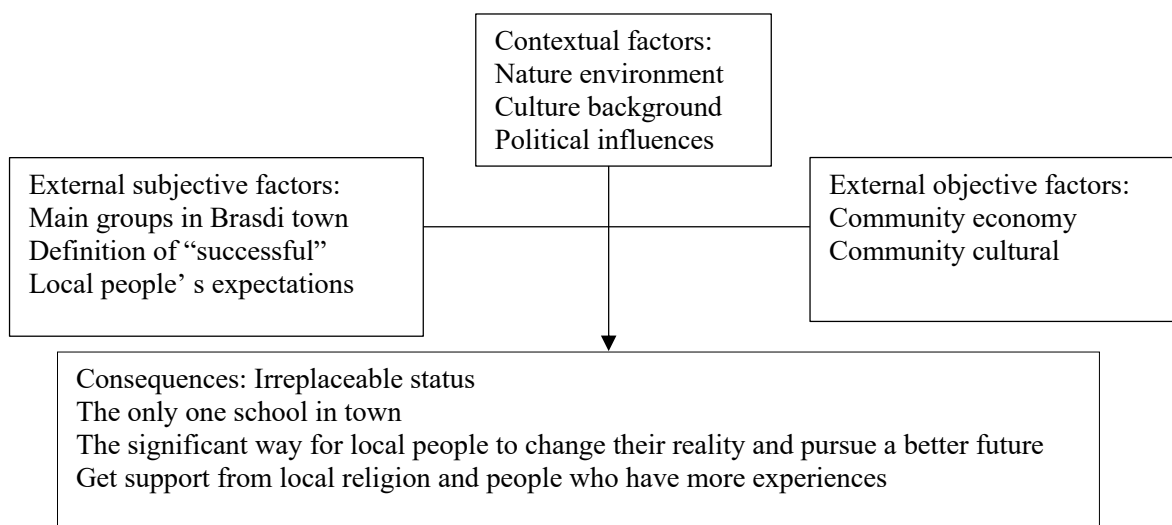 Contextual factors:
Nature environment
Culture background
Political influences
External subjective factors:
Main groups in Brasdi town
Definition of “successful”
Local people’ s expectations
External objective factors:
Community economy
Community cultural
Consequences: Irreplaceable status
The only one school in town
The significant way for local people to change their reality and pursue a better future
Get support from local religion and people who have more experiences